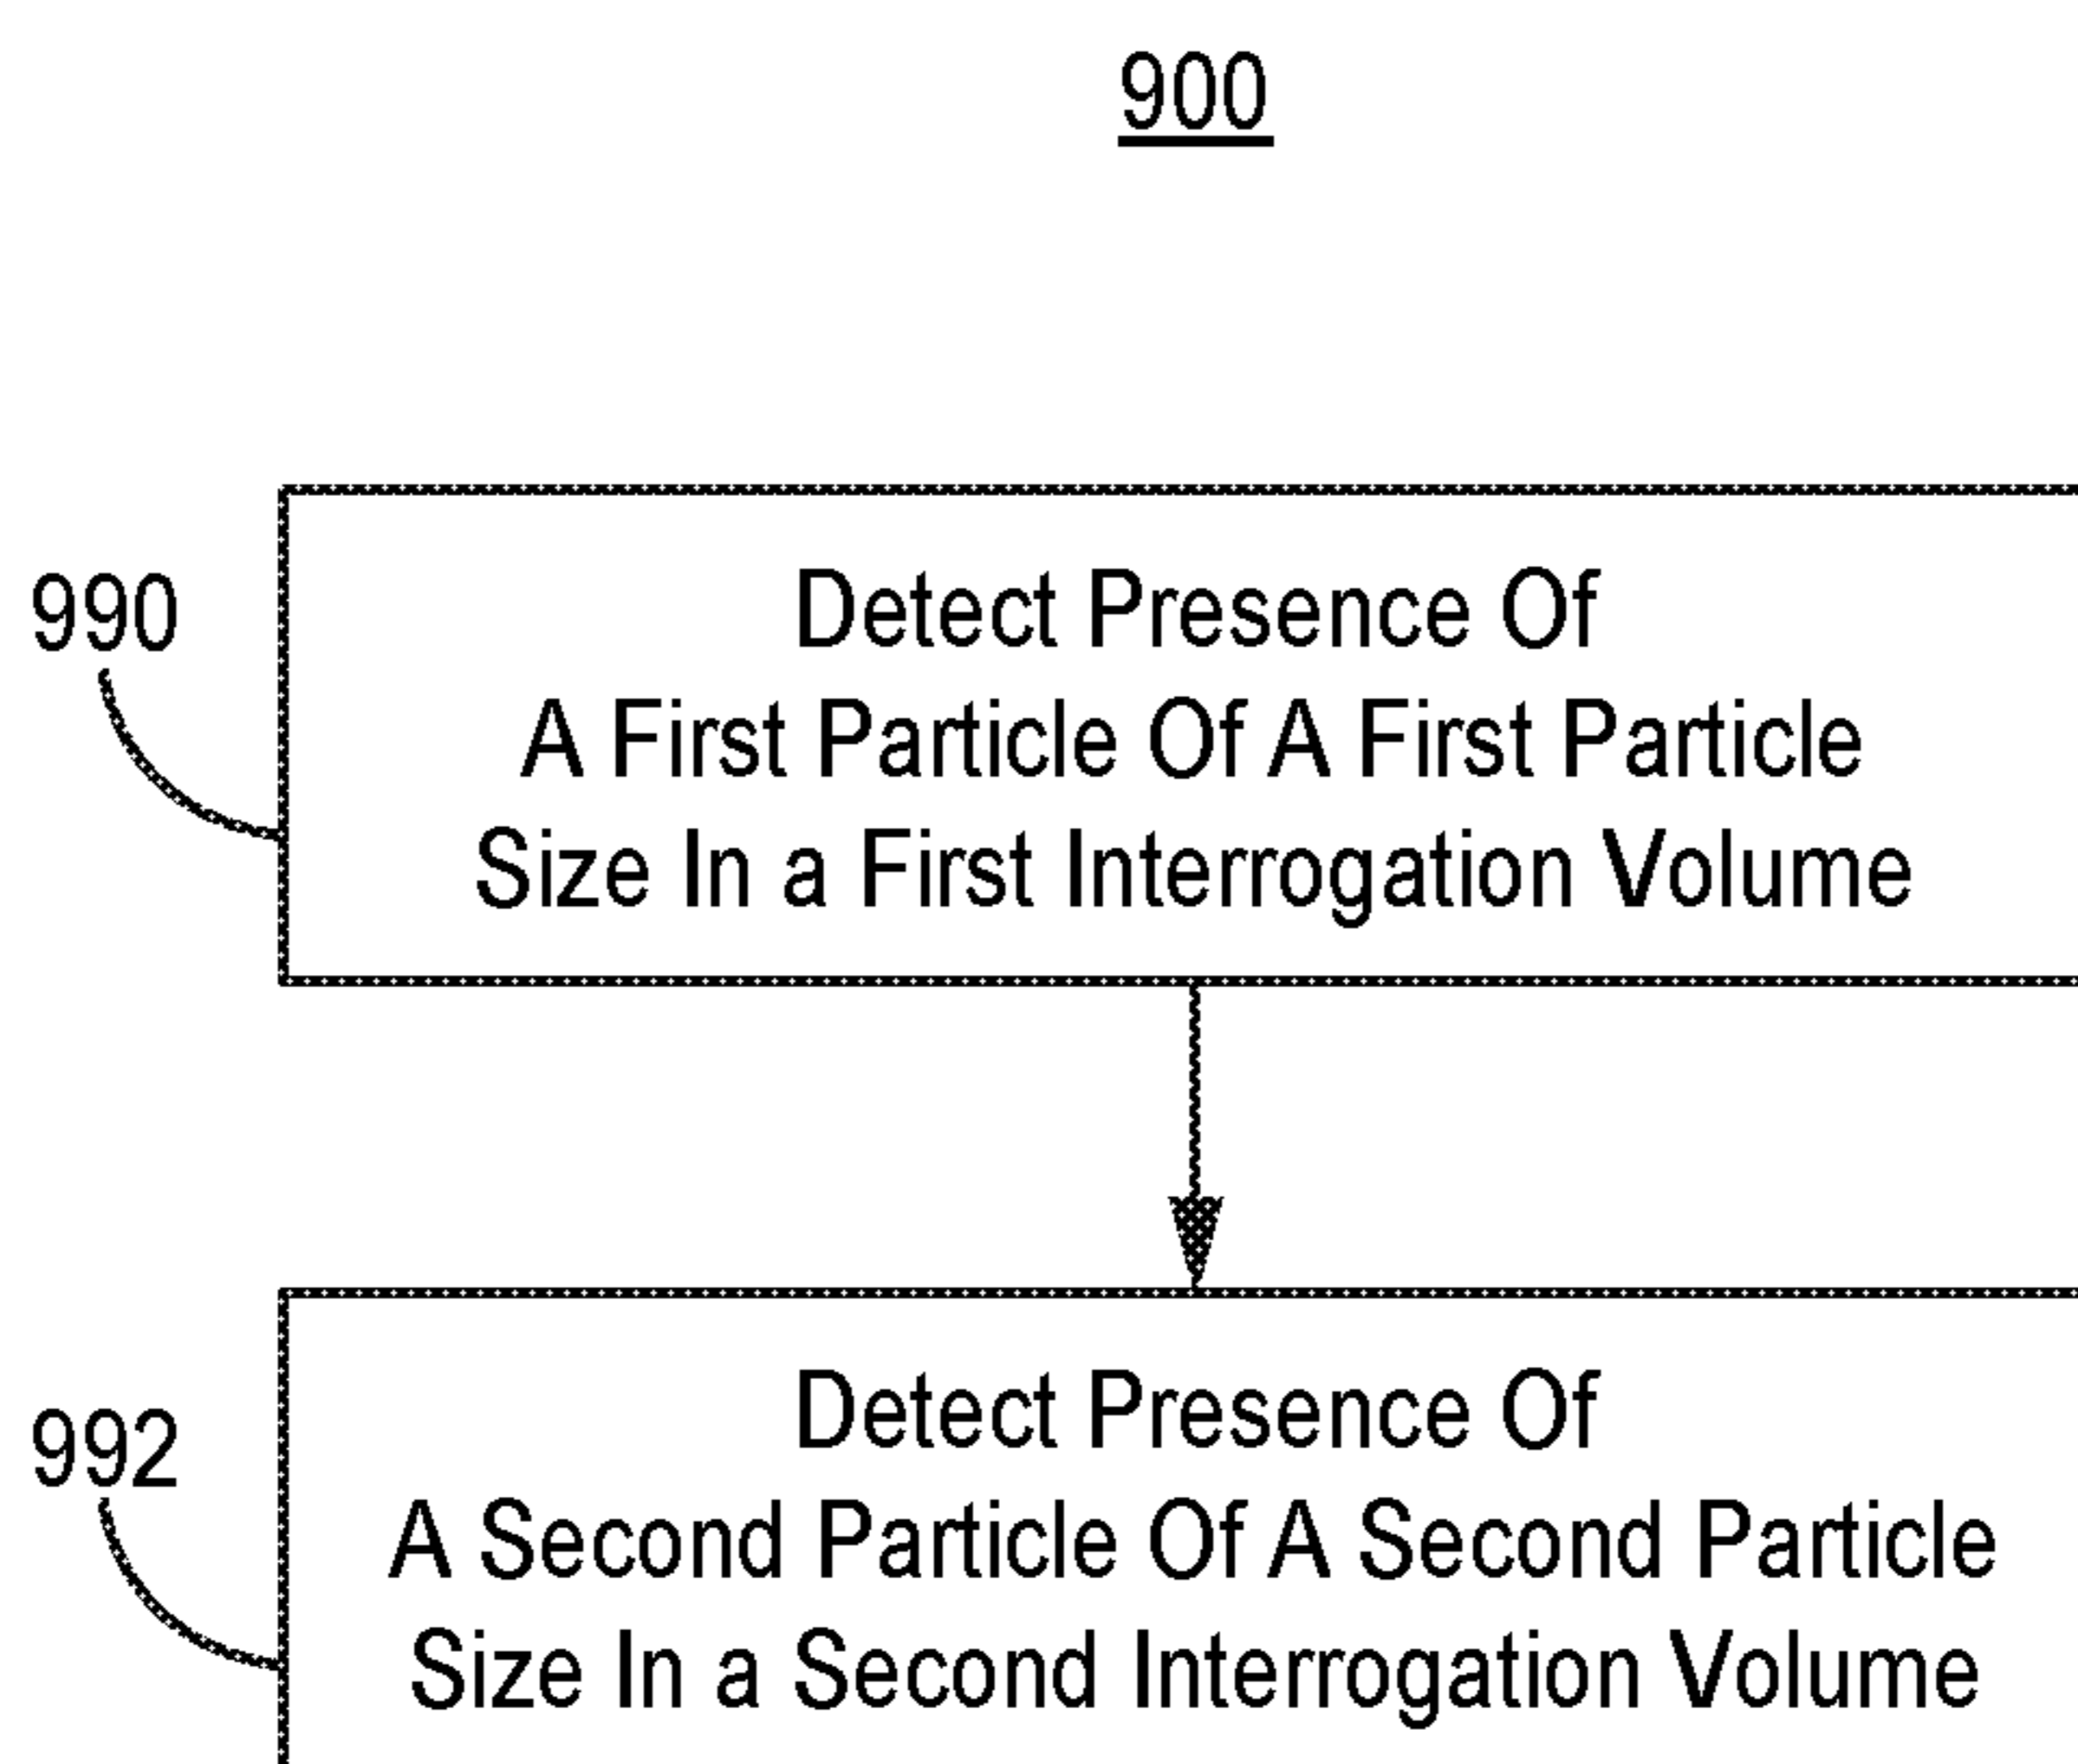 900
990
Detect Presence Of
A First Particle Of A First Particle
Size In a First Interrogation Volume
992
Detect Presence Of
A Second Particle Of A Second Particle
Size In a Second Interrogation Volume